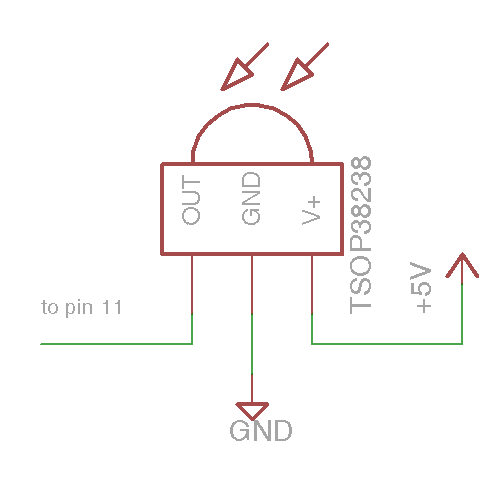 OUT
GND
V+
TSOP38238
+5V
to pin 11
GND